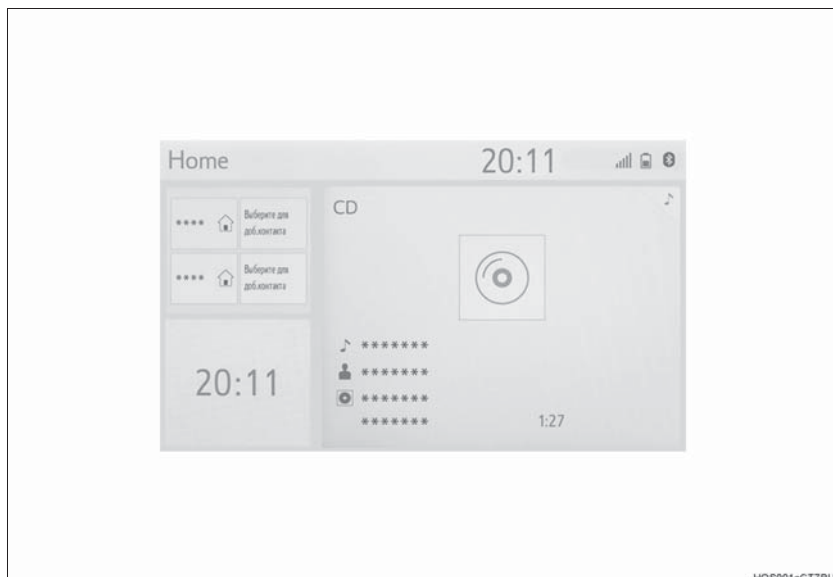 Home
20:11
CD
**** Выберите для
доб.контакта
**** Выберите для
доб.контакта
20:11
*******
*******
*******
*******
1:27